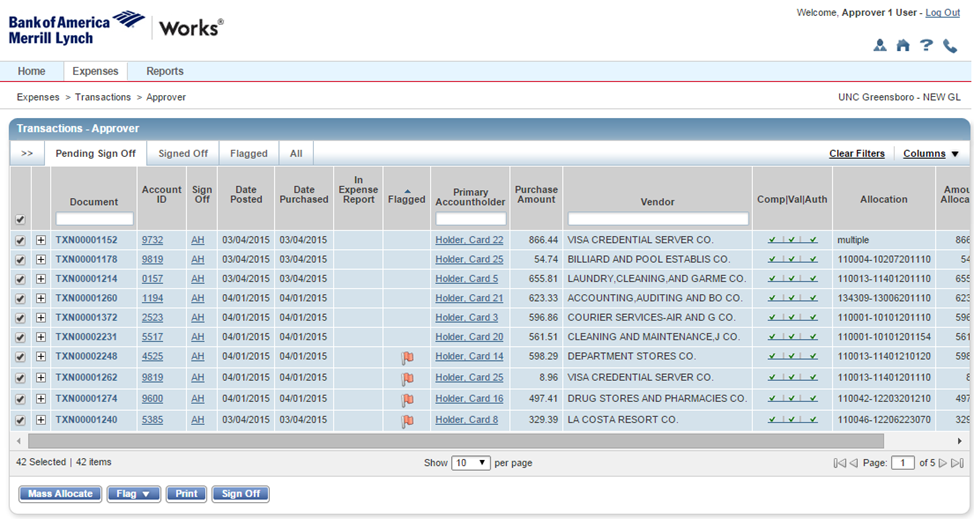 Bank of America
Merrill Lynch
Works®
Welcome, Approver 1 User - Log Out
Home Expenses Reports
Expenses > Transactions > Approver UNC Greensboro - NEW GL
Transactions - Approver
>> Pending Sign Off Signed Off Flagged All Clear Filters Columns ▼
Document Account ID Sign Off Date Posted Date Purchased In Expense Report Flagged Primary Accountholder Purchase Amount Vendor Comp|Val|Auth Allocation Amou Alloca
TXN00001152 9732 AH 03/04/2015 03/04/2015 Holder, Card 22 866.44 VISA CREDENTIAL SERVER CO. multiple 866
TXN00001178 9819 AH 03/04/2015 03/04/2015 Holder, Card 25 54.74 BILLIARD AND POOL ESTABLIS CO. 110004-10207201110 54
TXN00001214 0157 AH 03/04/2015 03/04/2015 Holder, Card 5 655.81 LAUNDRY,CLEANING,AND GARME CO. 110013-11401201110 655
TXN00001260 1194 AH 04/01/2015 04/01/2015 Holder, Card 21 623.33 ACCOUNTING,AUDITING AND BO CO. 134309-13006201110 623
TXN00001372 2523 AH 04/01/2015 04/01/2015 Holder, Card 3 596.86 COURIER SERVICES-AIR AND G CO. 110001-10101201110 596
TXN00002231 5517 AH 04/01/2015 04/01/2015 Holder, Card 20 561.51 CLEANING AND MAINTENANCE,J CO. 110001-10101201154 561
TXN00002248 4525 AH 04/01/2015 04/01/2015 Holder, Card 14 598.29 DEPARTMENT STORES CO. 110013-11401210120 598
TXN00001262 9819 AH 04/01/2015 04/01/2015 Holder, Card 25 8.96 VISA CREDENTIAL SERVER CO. 110013-11401201110 8
TXN00001274 9600 AH 04/01/2015 04/01/2015 Holder, Card 16 497.41 DRUG STORES AND PHARMACIES CO. 110042-12203201210 497
TXN00001240 5385 AH 03/04/2015 03/04/2015 Holder, Card 8 329.39 LA COSTA RESORT CO. 110046-12206223070 329
42 Selected | 42 items Show 10 ▼ per page Page: 1 of 5
Mass Allocate Flag ▼ Print Sign Off